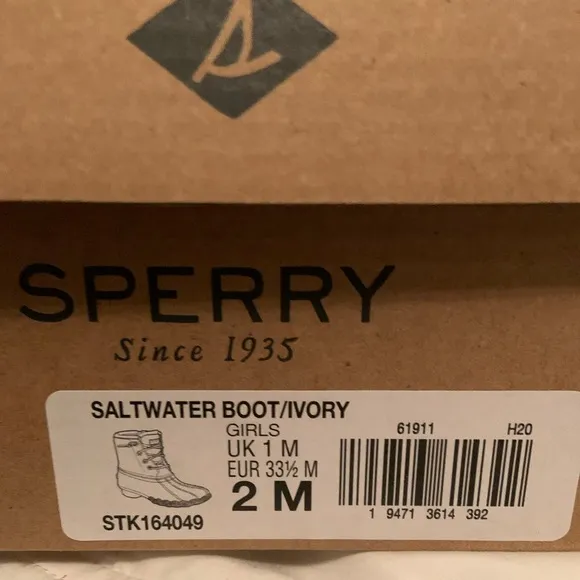 SPERRY
Since 1935
SALTWATER BOOT/IVORY
GIRLS
UK 1 M
EUR 33½ M
2 M
STK164049
61911 H20
1 9471 3614 392